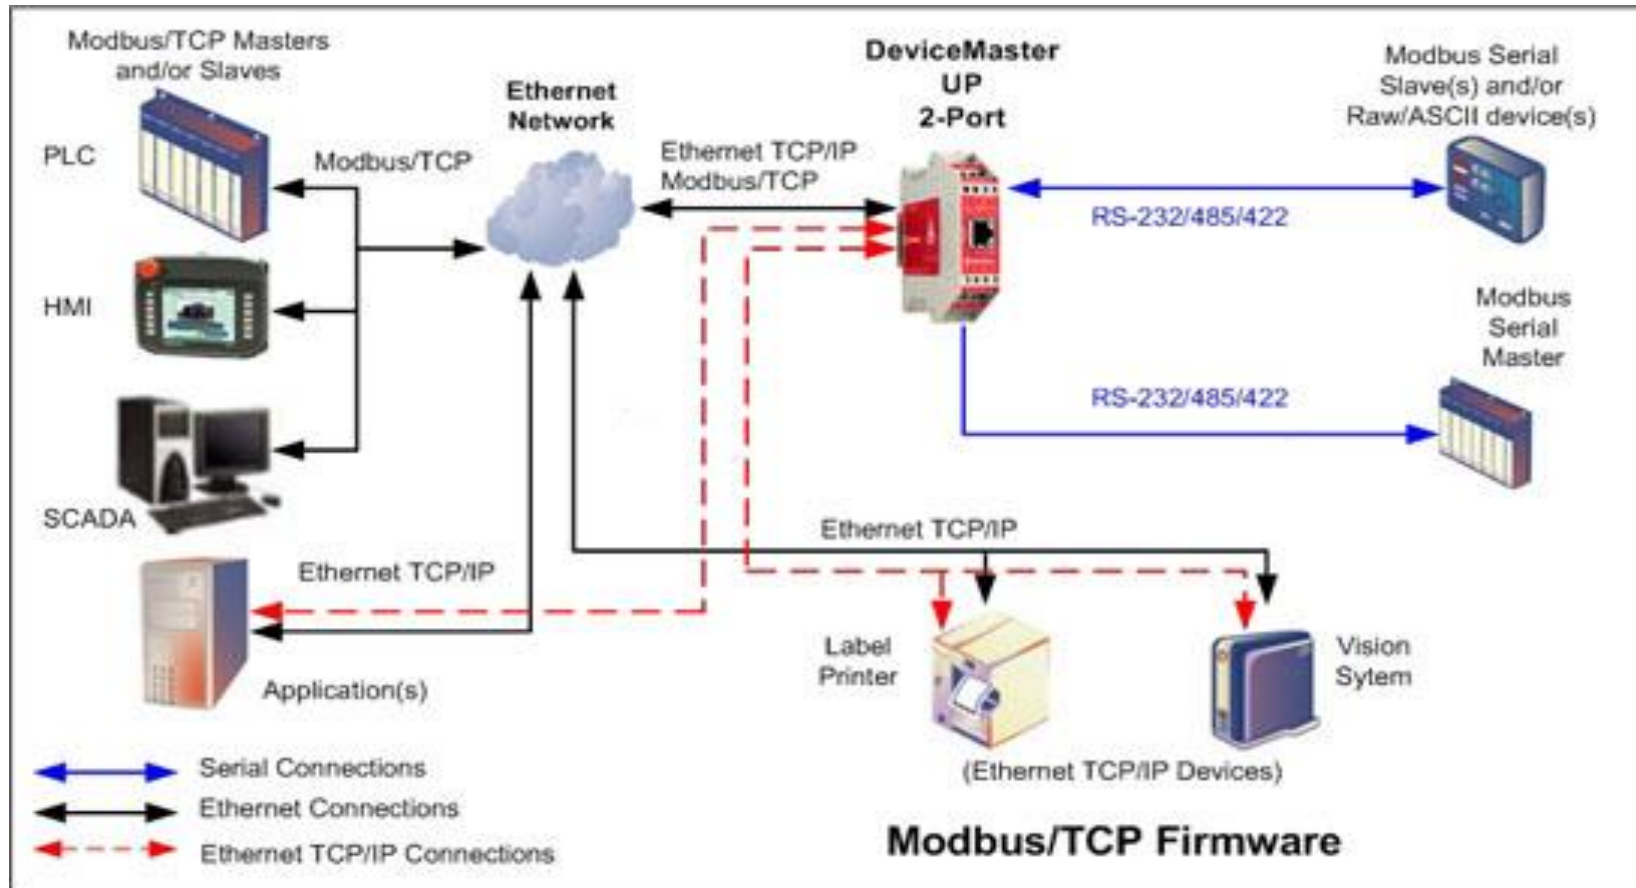 Modbus/TCP Masters
and/or Slaves
PLC
Modbus/TCP
HMI
SCADA
Ethernet
Network
Ethernet TCP/IP
Modbus/TCP
DeviceMaster
UP
2-Port
Modbus Serial
Slave(s) and/or
Raw/ASCII device(s)
RS-232/485/422
Modbus
Serial
Master
RS-232/485/422
Ethernet TCP/IP
Ethernet TCP/IP
Application(s)
Label
Printer
Vision
Sytem
(Ethernet TCP/IP Devices)
Serial Connections
Ethernet Connections
Ethernet TCP/IP Connections
Modbus/TCP Firmware